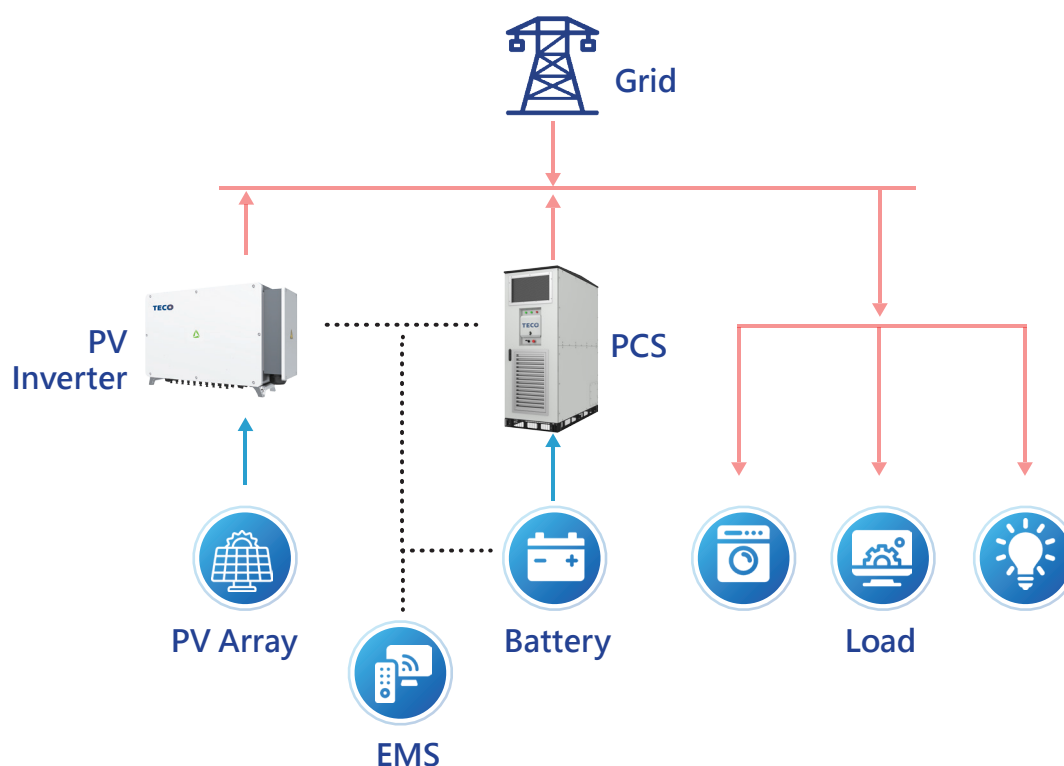 Grid
TECO
PV
Inverter
TECO
PCS
PV Array
Battery
Load
EMS